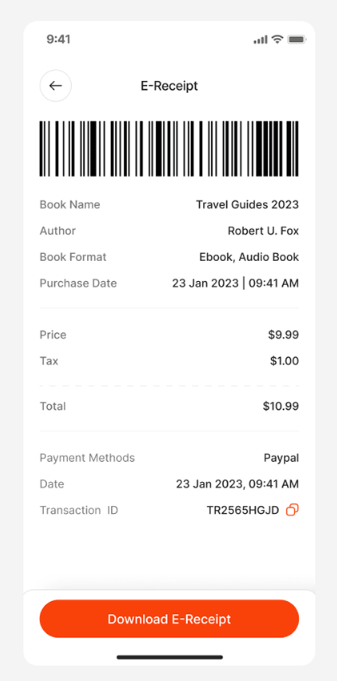 9:41
E-Receipt
Book Name Travel Guides 2023
Author Robert U. Fox
Book Format Ebook, Audio Book
Purchase Date 23 Jan 2023 | 09:41 AM
Price $9.99
Tax $1.00
Total $10.99
Payment Methods Paypal
Date 23 Jan 2023, 09:41 AM
Transaction ID TR2565HGJD
Download E-Receipt